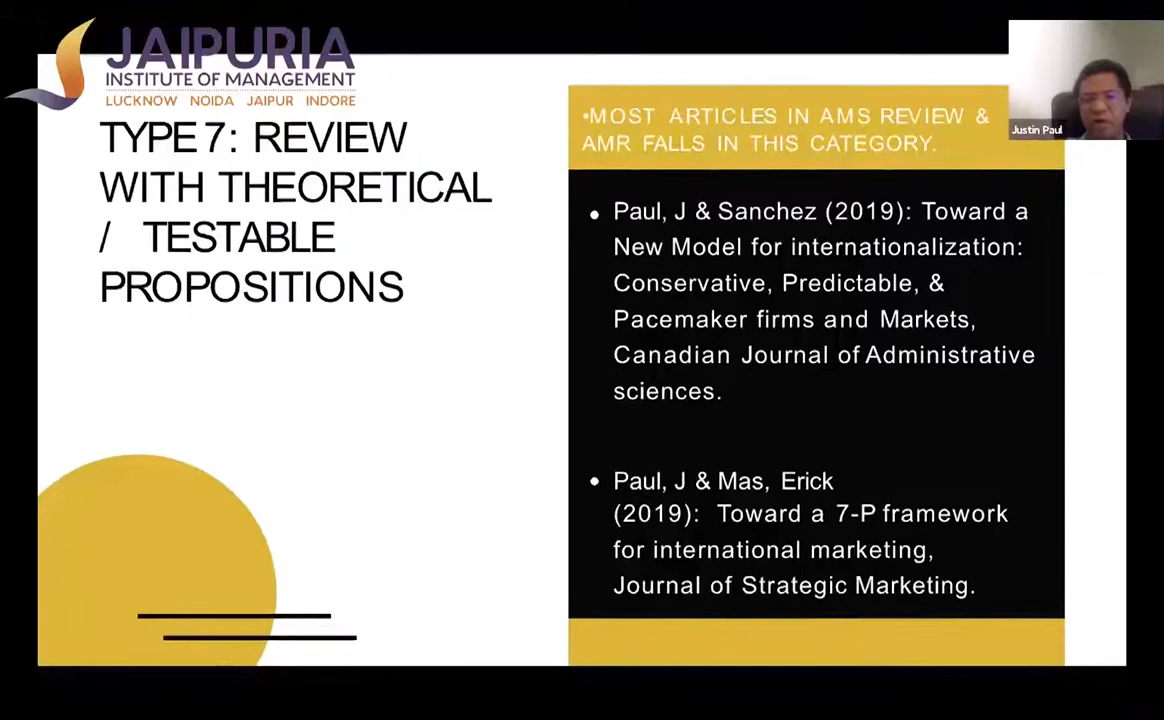 JAIPURIA
INSTITUTE OF MANAGEMENT
LUCKNOW NOIDA JAIPUR INDORE
TYPE 7: REVIEW
WITH THEORETICAL
/ TESTABLE
PROPOSITIONS
•MOST ARTICLES IN AMS REVIEW &
AMR FALLS IN THIS CATEGORY.
• Paul, J & Sanchez (2019): Toward a
New Model for internationalization:
Conservative, Predictable, &
Pacemaker firms and Markets,
Canadian Journal of Administrative
sciences.
• Paul, J & Mas, Erick
(2019): Toward a 7-P framework
for international marketing,
Journal of Strategic Marketing.
Justin Paul